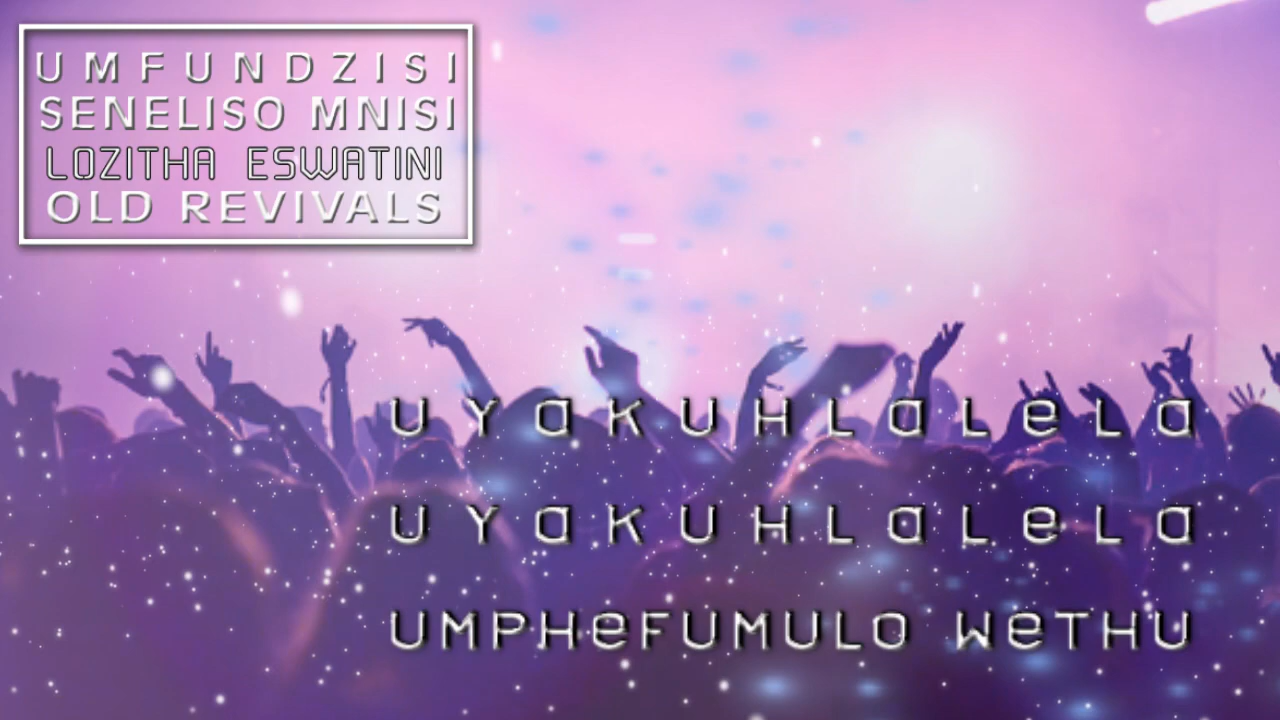 UMFUNDZISI
SENELISO MNISI
LOZITHA ESWATINI
OLD REVIVALS
UYaKUHLaLeLa
UYaKUHLaLeLa
UMPHeFUMULO WeTHU